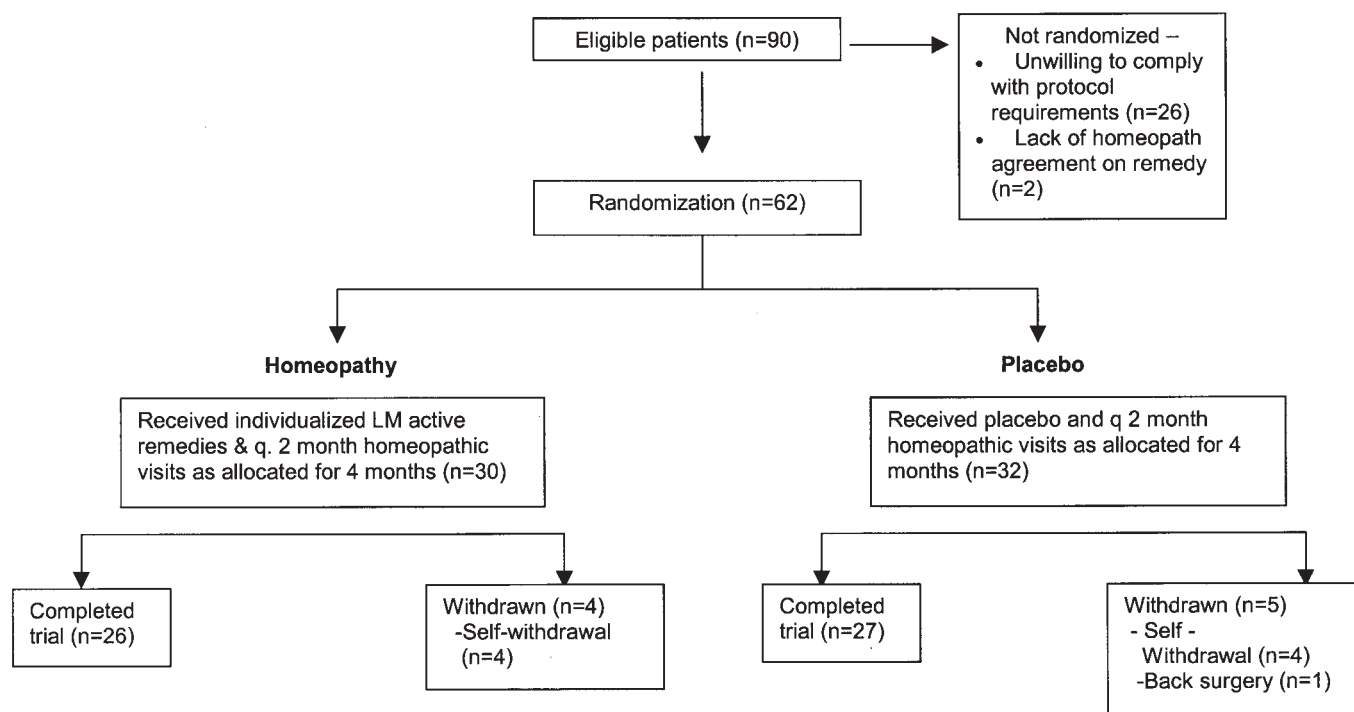 Eligible patients (n=90)
Not randomized –
• Unwilling to comply
with protocol
requirements (n=26)
• Lack of homeopath
agreement on remedy
(n=2)
Randomization (n=62)
Homeopathy
Placebo
Received individualized LM active
remedies & q. 2 month homeopathic
visits as allocated for 4 months (n=30)
Received placebo and q 2 month
homeopathic visits as allocated for 4
months (n=32)
Completed
trial (n=26)
Withdrawn (n=4)
-Self-withdrawal
(n=4)
Completed
trial (n=27)
Withdrawn (n=5)
- Self -
Withdrawal (n=4)
-Back surgery (n=1)